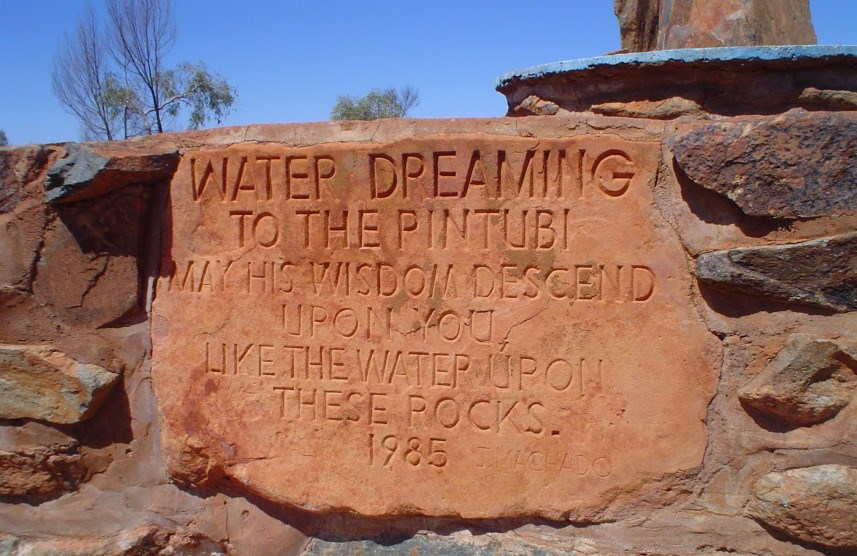 WATER DREAMING
TO THE PINTUBI
MAY HIS WISDOM DESCEND
UPON YOU
LIKE THE WATER UPON
THESE ROCKS.
1985 J. MACHADO